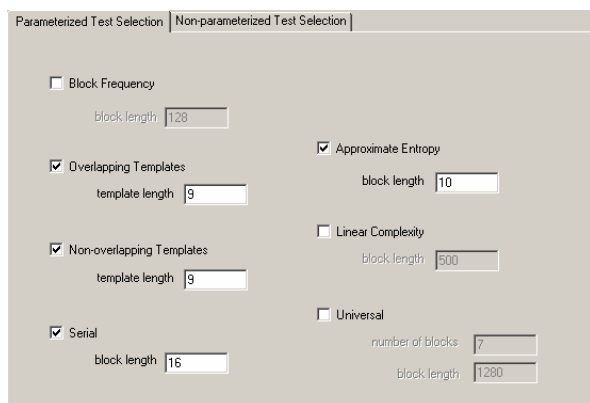 Parameterized Test Selection
Non-parameterized Test Selection
Block Frequency
block length 128
Overlapping Templates
template length 9
Non-overlapping Templates
template length 9
Serial
block length 16
Approximate Entropy
block length 10
Linear Complexity
block length 500
Universal
number of blocks 7
block length 1280